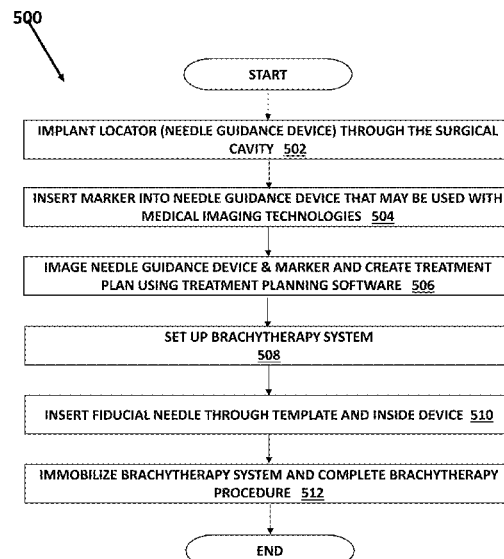 500
START
IMPLANT LOCATOR (NEEDLE GUIDANCE DEVICE) THROUGH THE SURGICAL
CAVITY 502
INSERT MARKER INTO NEEDLE GUIDANCE DEVICE THAT MAY BE USED WITH
MEDICAL IMAGING TECHNOLOGIES 504
IMAGE NEEDLE GUIDANCE DEVICE & MARKER AND CREATE TREATMENT
PLAN USING TREATMENT PLANNING SOFTWARE 506
SET UP BRACHYTHERAPY SYSTEM
508
INSERT FIDUCIAL NEEDLE THROUGH TEMPLATE AND INSIDE DEVICE 510
IMMOBILIZE BRACHYTHERAPY SYSTEM AND COMPLETE BRACHYTHERAPY
PROCEDURE 512
END